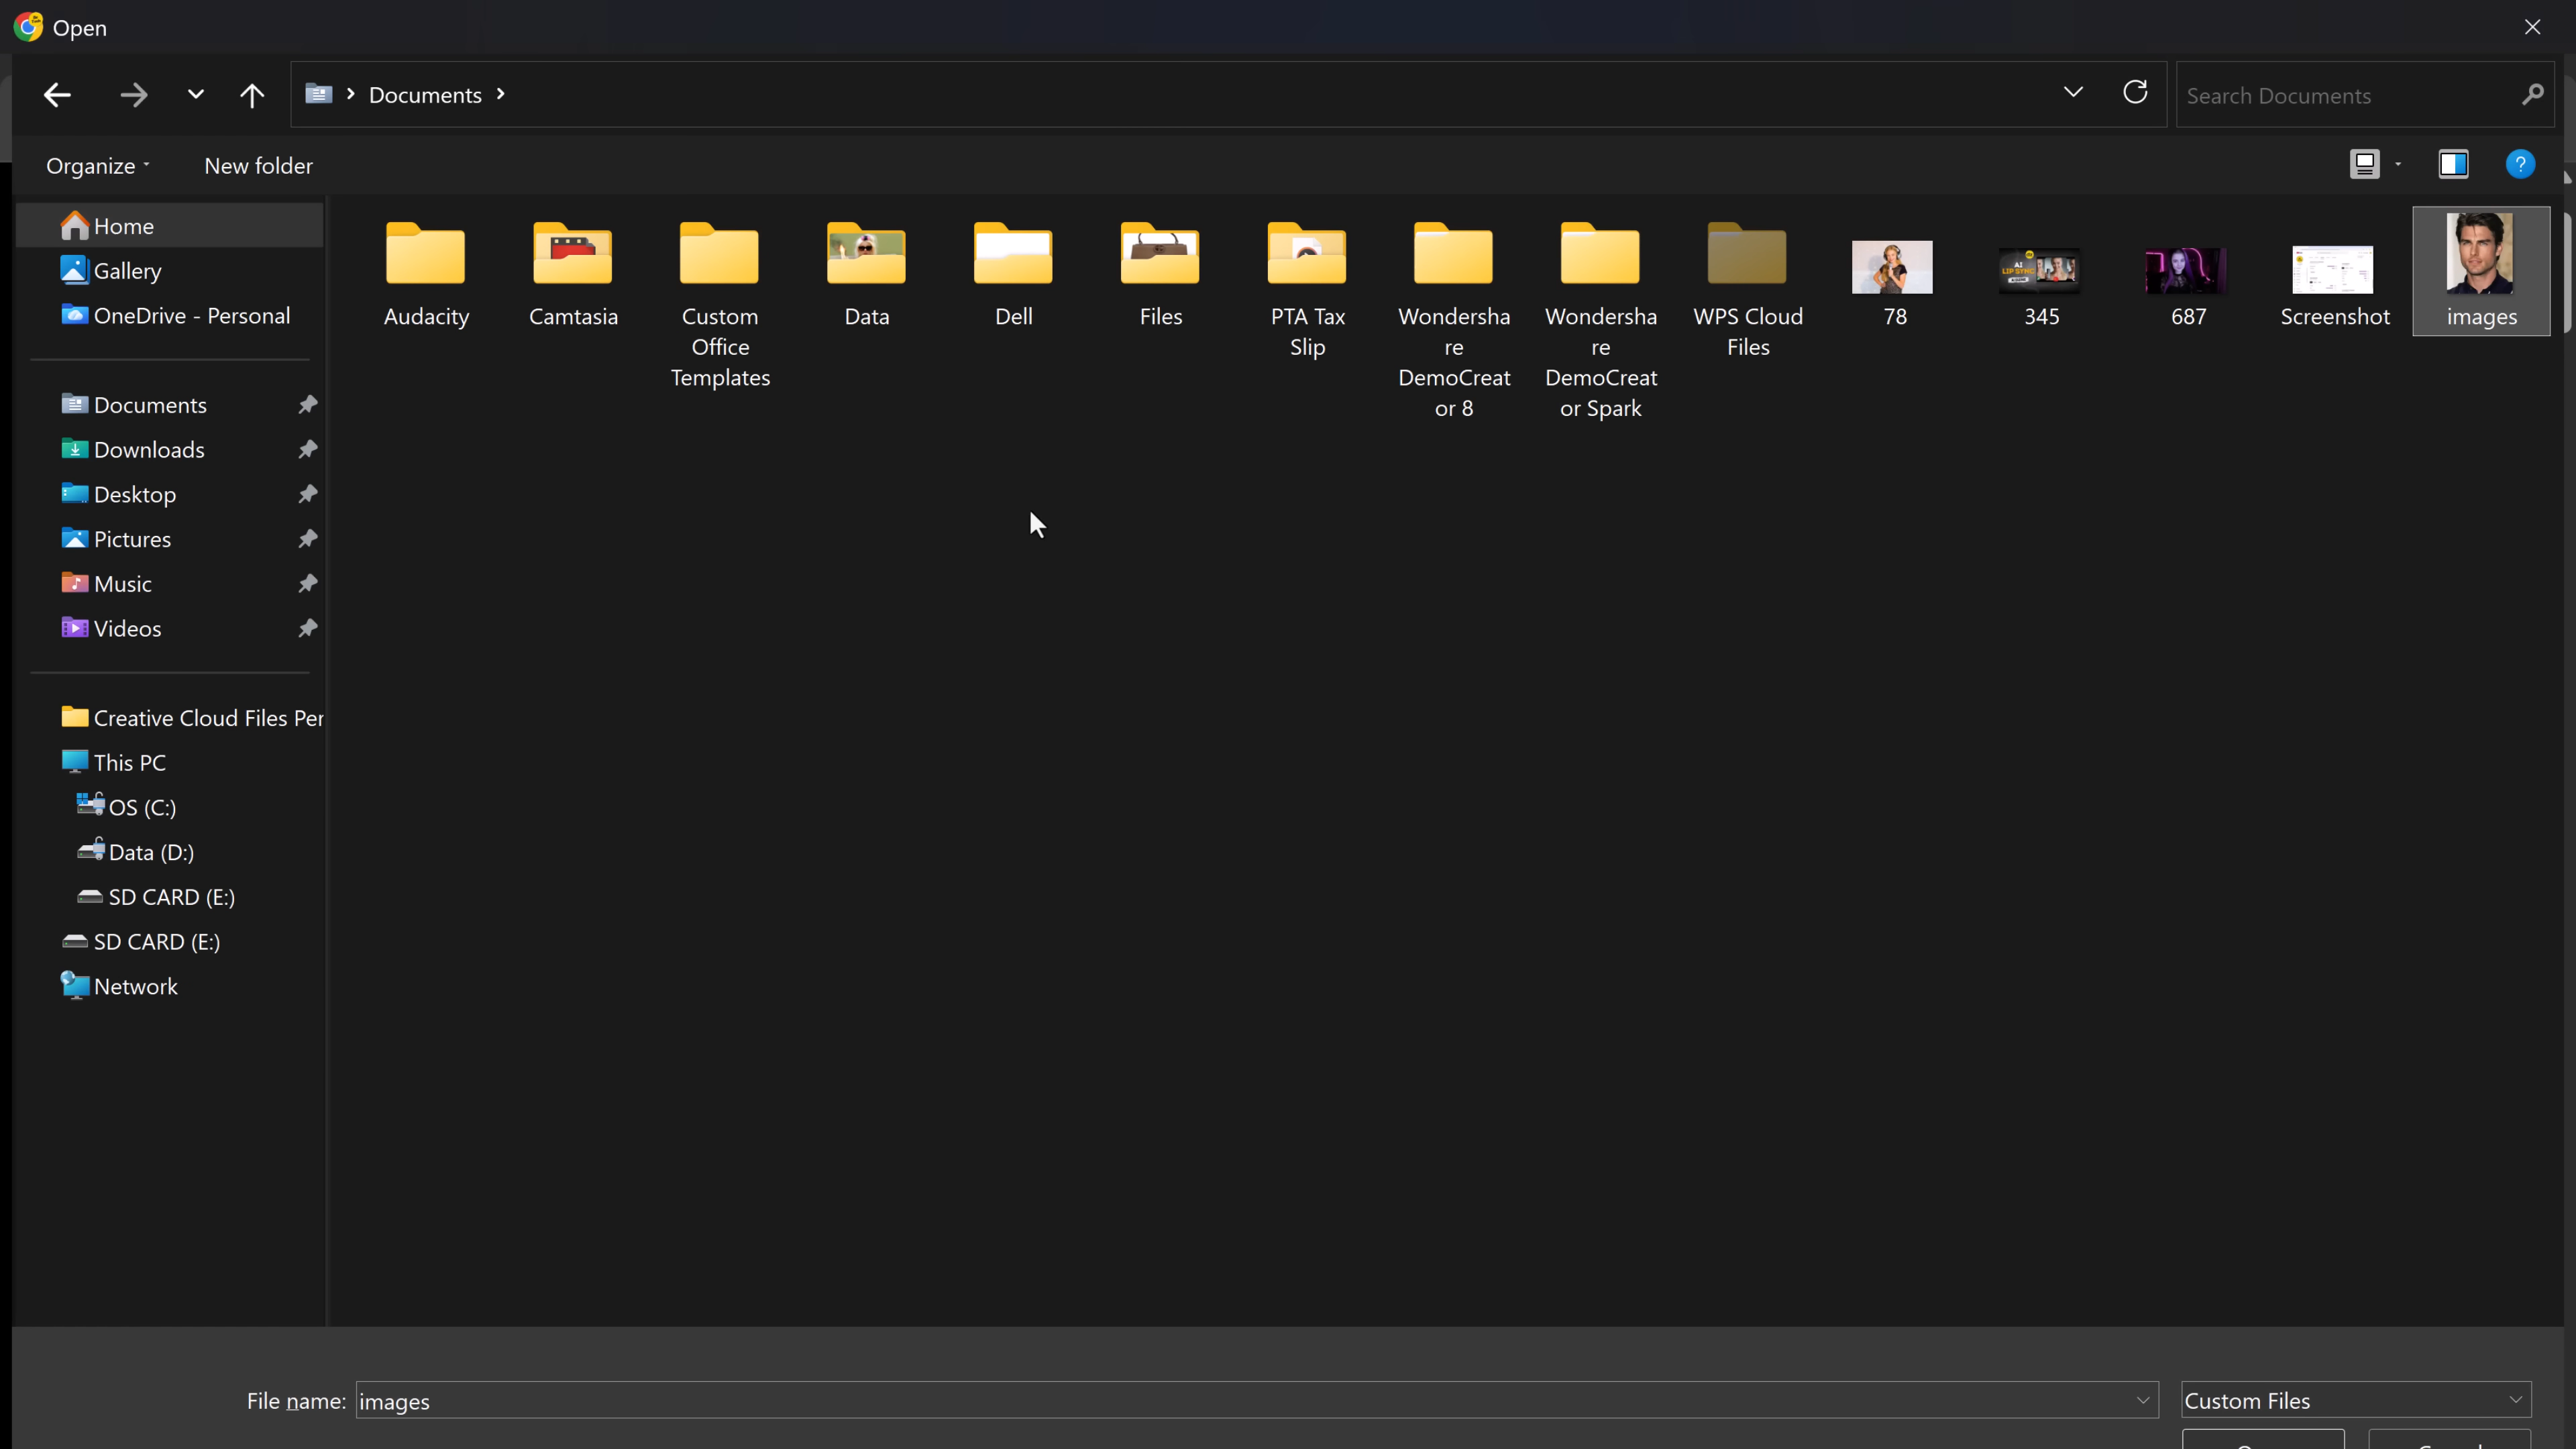 Open
Documents
Search Documents
Organize
New folder
Home
Gallery
OneDrive - Personal
Documents
Downloads
Desktop
Pictures
Music
Videos
Creative Cloud Files Per
This PC
OS (C:)
Data (D:)
SD CARD (E:)
SD CARD (E:)
Network
Audacity
Camtasia
Custom
Office
Templates
Data
Dell
Files
PTA Tax
Slip
Wondersha
re
DemoCreat
or 8
Wondersha
re
DemoCreat
or Spark
WPS Cloud
Files
AI
LIP SYNC
78
345
687
Screenshot
images
File name:
images
Custom Files